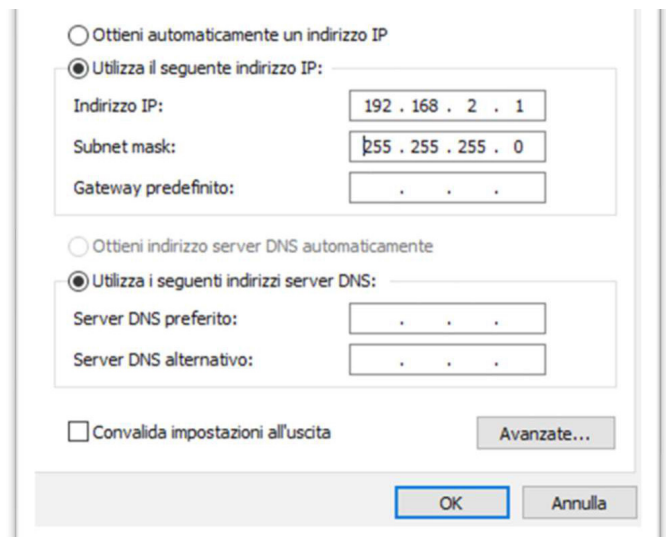 Ottieni automaticamente un indirizzo IP
Utilizza il seguente indirizzo IP:
Indirizzo IP: 192 . 168 . 2 . 1
Subnet mask: 255 . 255 . 255 . 0
Gateway predefinito: . . .
Ottieni indirizzo server DNS automaticamente
Utilizza i seguenti indirizzi server DNS:
Server DNS preferito: . . .
Server DNS alternativo: . . .
Convalida impostazioni all'uscita Avanzate...
OK Annulla